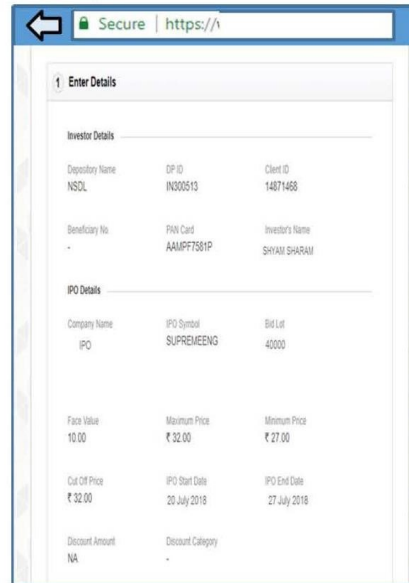 Secure | https://
1 Enter Details
Investor Details
Depository Name DP ID Client ID
NSDL IN300513 14871468
Beneficiary No. PAN Card Investor's Name
- AAMPF7581P SHYAM SHARAM
IPO Details
Company Name IPO Symbol Bid Lot
IPO SUPREMEENG 40000
Face Value Maximum Price Minimum Price
10.00 ₹ 32.00 ₹ 27.00
Cut Off Price IPO Start Date IPO End Date
₹ 32.00 20 July 2018 27 July 2018
Discount Amount Discount Category
NA -